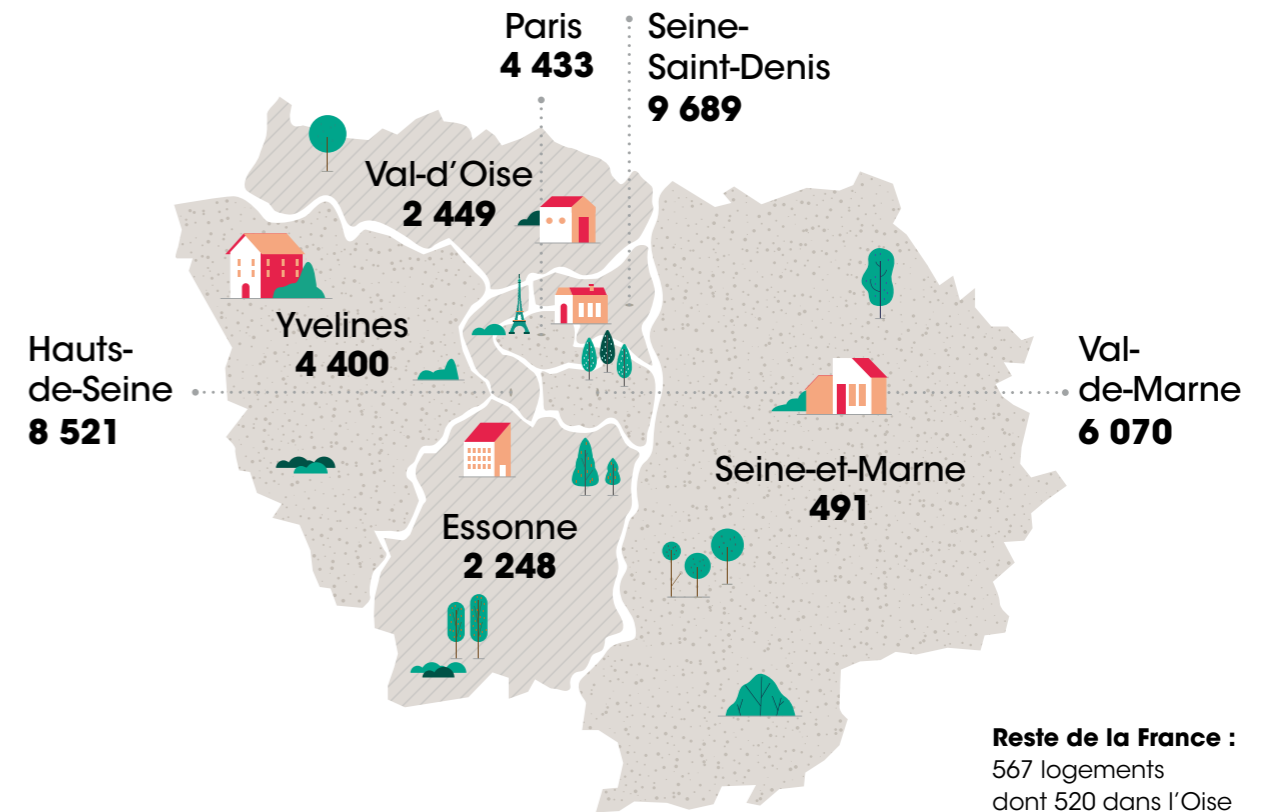 Paris
4 433
Seine-
Saint-Denis
9 689
Val-d’Oise
2 449
Yvelines
4 400
Hauts-
de-Seine
8 521
Val-
de-Marne
6 070
Seine-et-Marne
491
Essonne
2 248
Reste de la France :
567 logements
dont 520 dans l’Oise